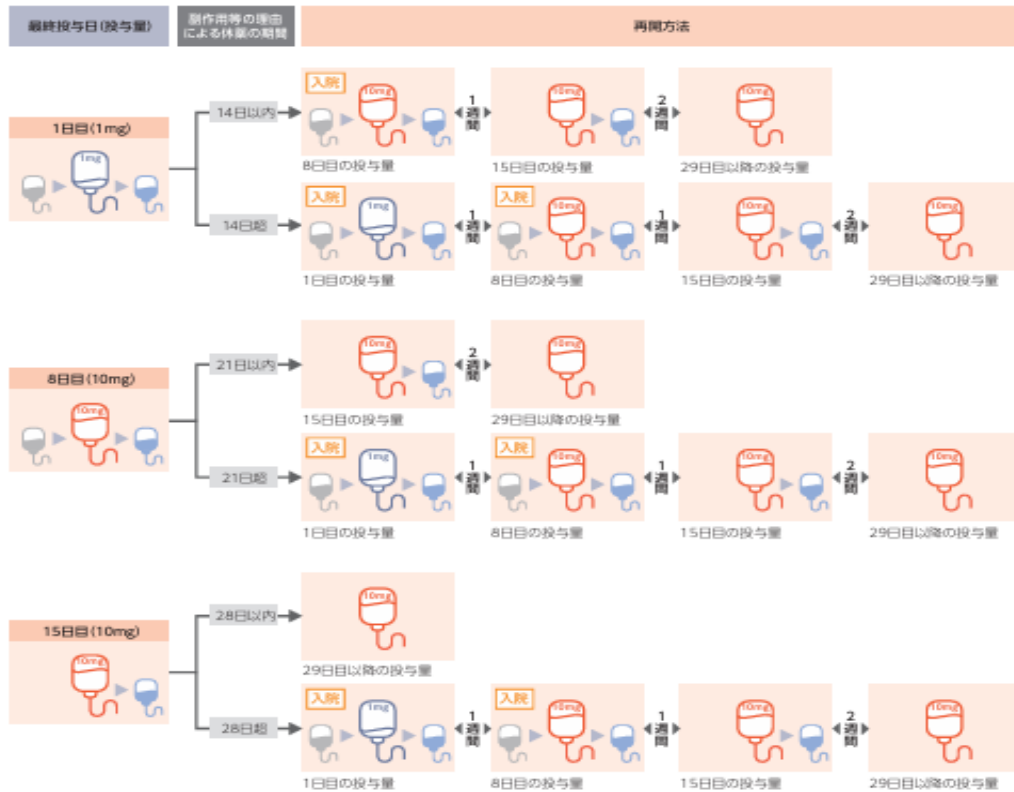 最終投与日(投与量)
副作用等の理由
による休薬の期間
再開方法
1日目(1mg)
1mg
14日以内
入院
10mg
8日目の投与量
1週間
10mg
15日目の投与量
2週間
10mg
29日目以降の投与量
14日超
入院
1mg
1日目の投与量
1週間
入院
10mg
8日目の投与量
1週間
10mg
15日目の投与量
2週間
10mg
29日目以降の投与量
8日目(10mg)
10mg
21日以内
10mg
15日目の投与量
2週間
10mg
29日目以降の投与量
21日超
入院
1mg
1日目の投与量
1週間
入院
10mg
8日目の投与量
1週間
10mg
15日目の投与量
2週間
10mg
29日目以降の投与量
15日目(10mg)
10mg
28日以内
10mg
29日目以降の投与量
28日超
入院
1mg
1日目の投与量
1週間
入院
10mg
8日目の投与量
1週間
10mg
15日目の投与量
2週間
10mg
29日目以降の投与量